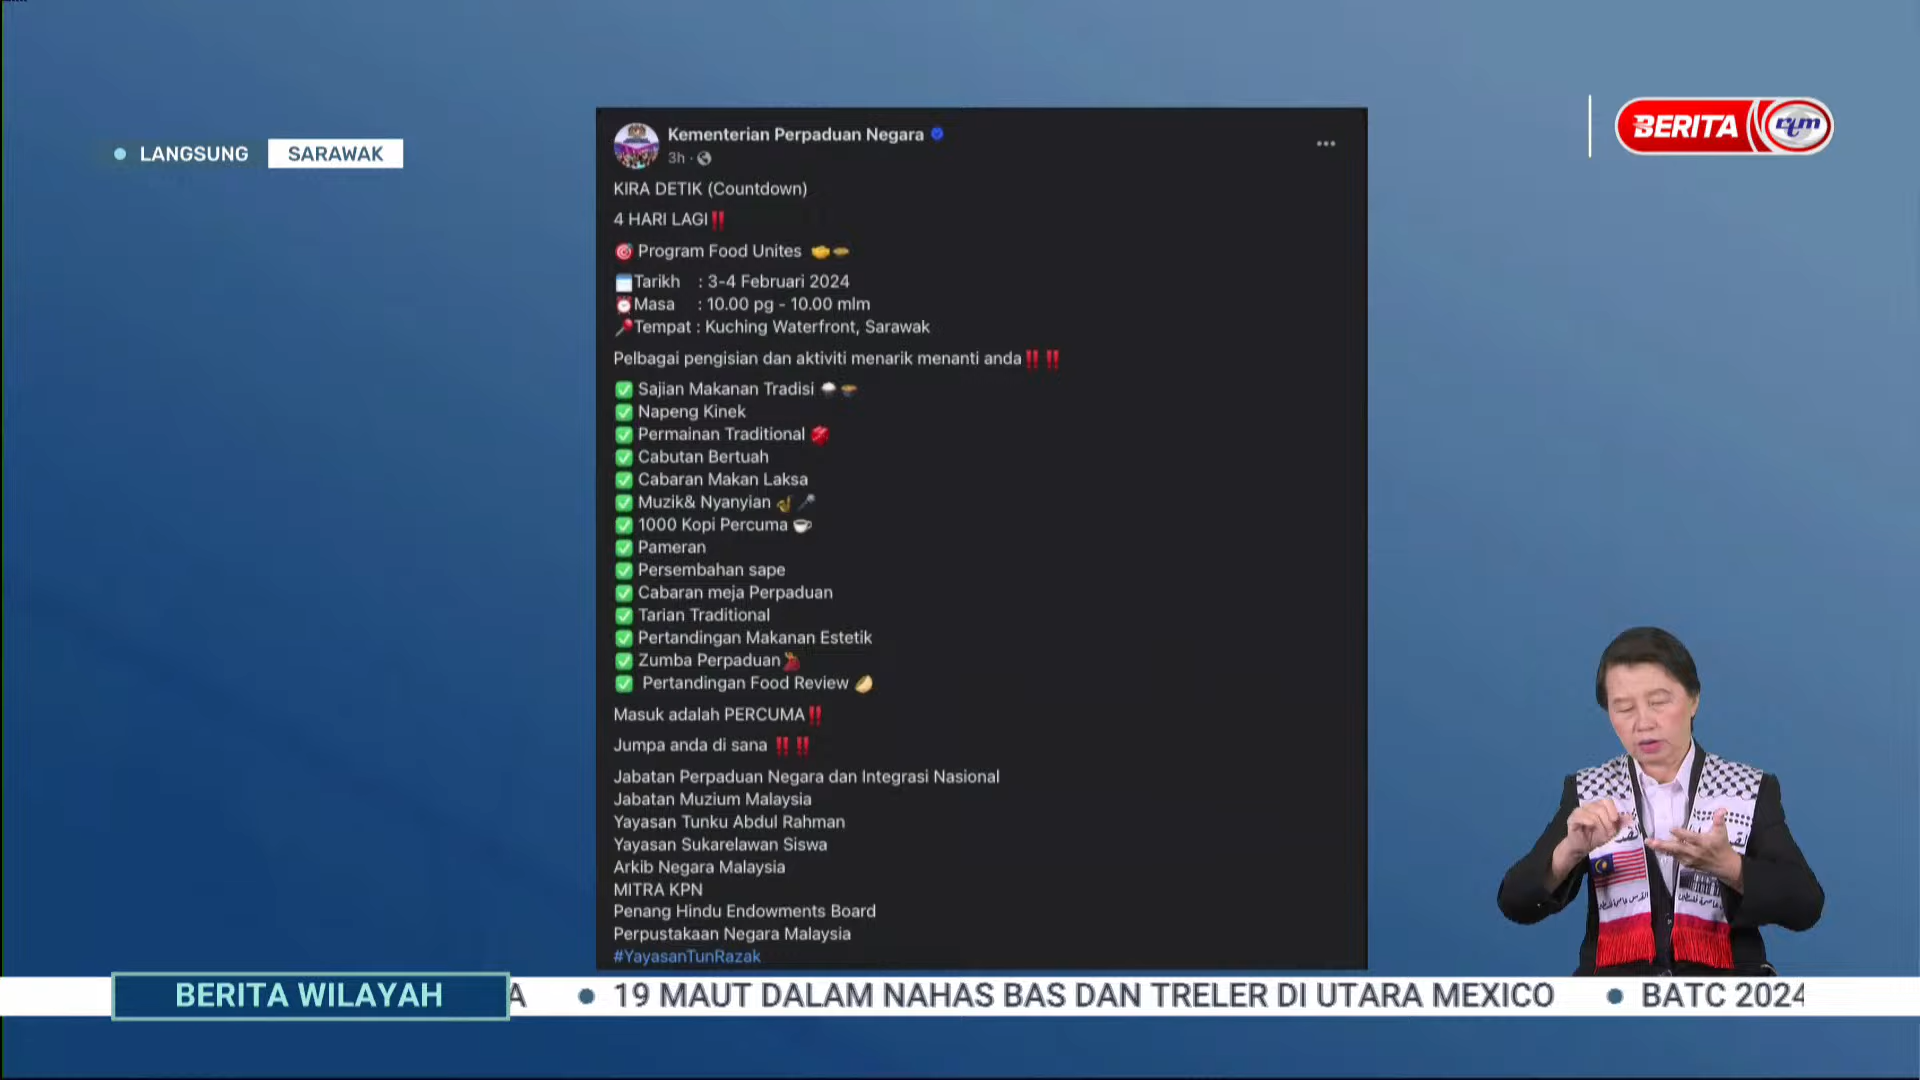 LANGSUNG SARAWAK
BERITA rtm
Kementerian Perpaduan Negara
3h ·
KIRA DETIK (Countdown)
4 HARI LAGI‼️
🎯 Program Food Unites 🤝🥘
Tarikh : 3-4 Februari 2024
⏰Masa : 10.00 pg - 10.00 mlm
📍Tempat : Kuching Waterfront, Sarawak
Pelbagai pengisian dan aktiviti menarik menanti anda‼️‼️
✅ Sajian Makanan Tradisi 🍚🍲
✅ Napeng Kinek
✅ Permainan Traditional
✅ Cabutan Bertuah
✅ Cabaran Makan Laksa
✅ Muzik& Nyanyian 🎷🎤
✅ 1000 Kopi Percuma ☕
✅ Pameran
✅ Persembahan sape
✅ Cabaran meja Perpaduan
✅ Tarian Traditional
✅ Pertandingan Makanan Estetik
✅ Zumba Perpaduan💃
✅ Pertandingan Food Review 🥟
Masuk adalah PERCUMA‼️
Jumpa anda di sana ‼️‼️
Jabatan Perpaduan Negara dan Integrasi Nasional
Jabatan Muzium Malaysia
Yayasan Tunku Abdul Rahman
Yayasan Sukarelawan Siswa
Arkib Negara Malaysia
MITRA KPN
Penang Hindu Endowments Board
Perpustakaan Negara Malaysia
#YayasanTunRazak
BERITA WILAYAH A • 19 MAUT DALAM NAHAS BAS DAN TRELER DI UTARA MEXICO • BATC 2024